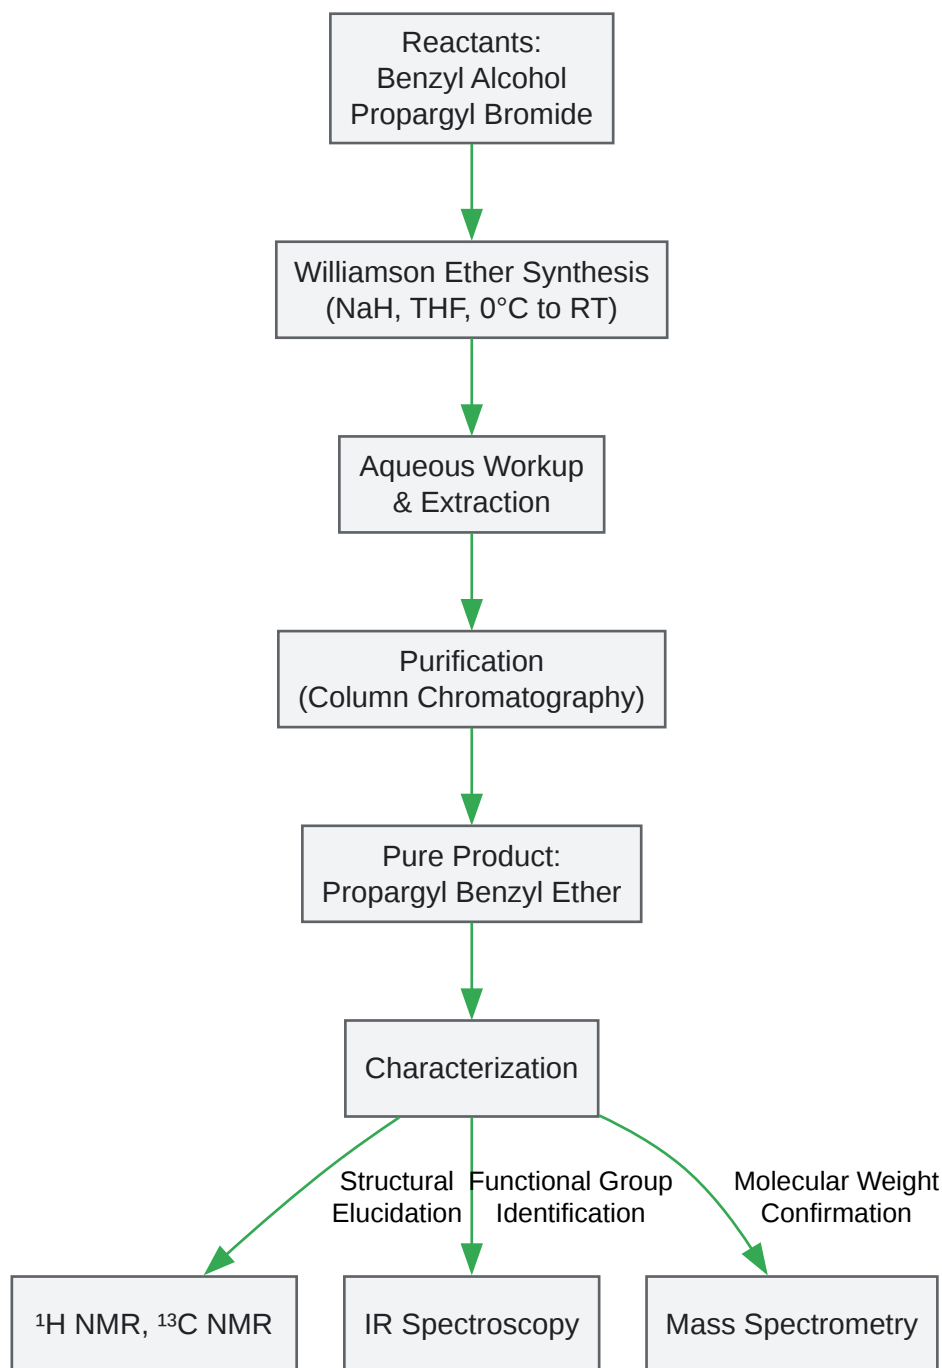 Reactants:
Benzyl Alcohol
Propargyl Bromide
Williamson Ether Synthesis
(NaH, THF, 0°C to RT)
Aqueous Workup
& Extraction
Purification
(Column Chromatography)
Pure Product:
Propargyl Benzyl Ether
Characterization
Structural
Elucidation
Functional Group
Identification
Molecular Weight
Confirmation
¹H NMR, ¹³C NMR
IR Spectroscopy
Mass Spectrometry